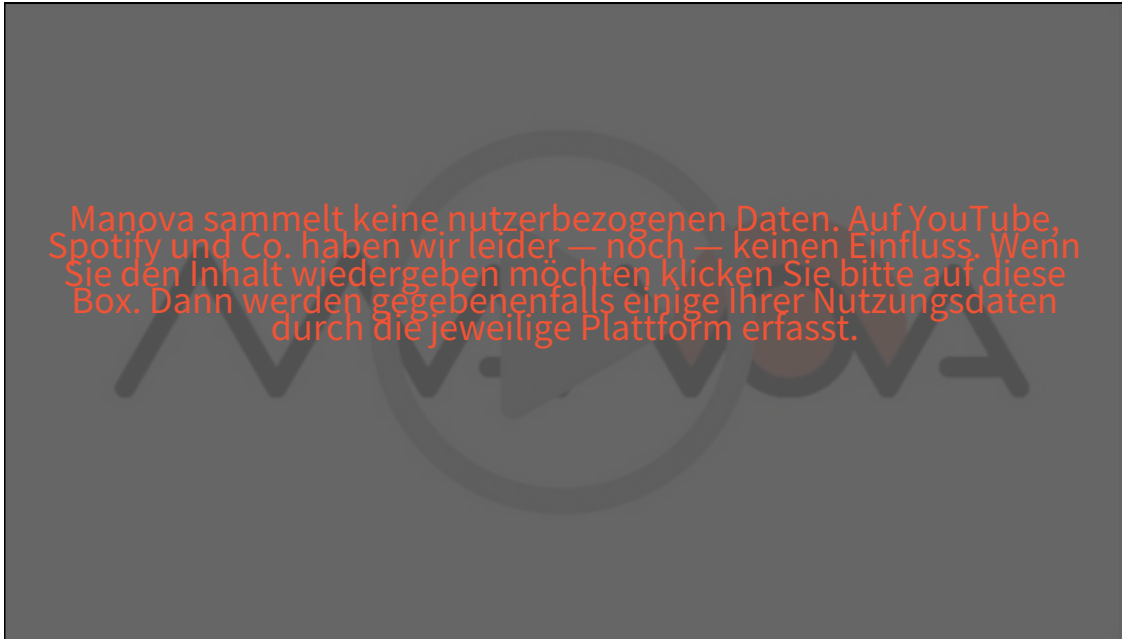 Manova sammelt keine nutzerbezogenen Daten. Auf YouTube,
Spotify und Co. haben wir leider — noch — keinen Einfluss. Wenn
Sie den Inhalt wiedergeben möchten klicken Sie bitte auf diese
Box. Dann werden gegebenenfalls einige Ihrer Nutzungsdaten
durch die jeweilige Plattform erfasst.
MANOVA